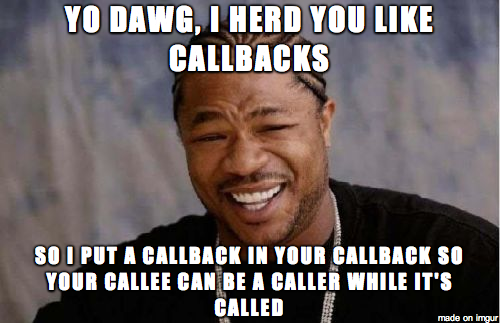 YO DAWG, I HERD YOU LIKE
CALLBACKS
SO I PUT A CALLBACK IN YOUR CALLBACK SO
YOUR CALLEE CAN BE A CALLER WHILE IT'S
CALLED
made on imgur